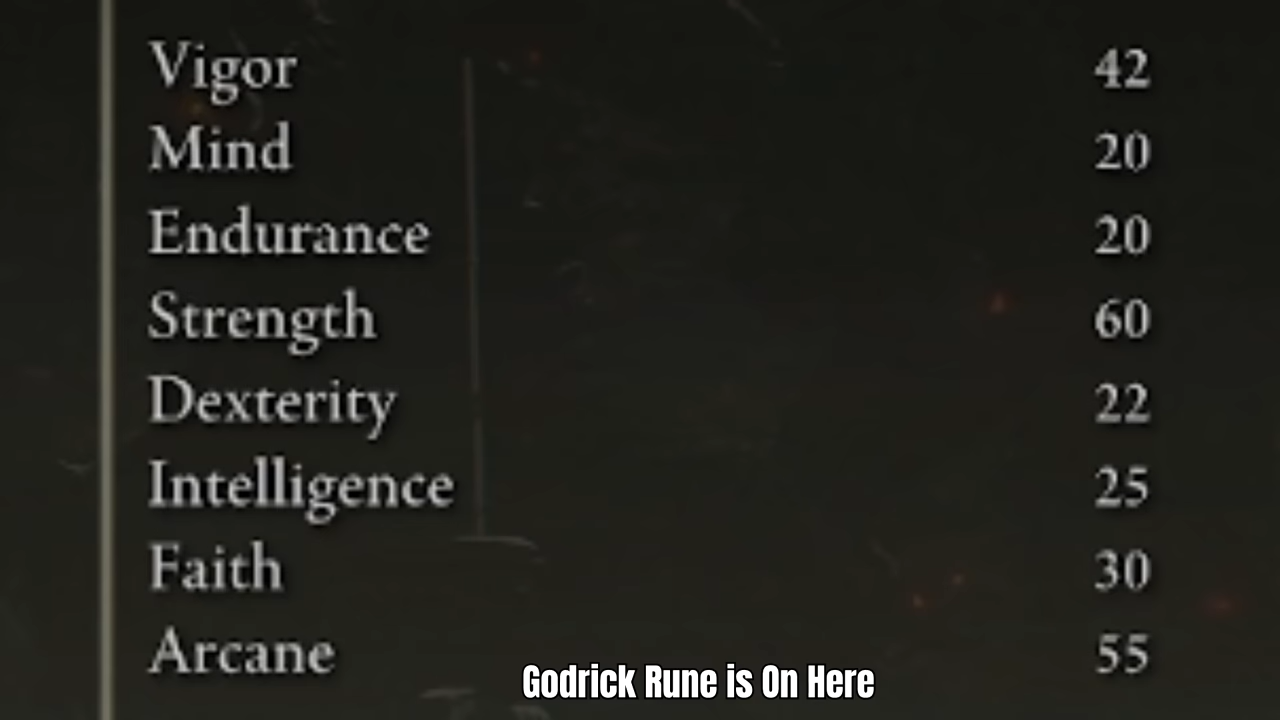 Vigor 42
Mind 20
Endurance 20
Strength 60
Dexterity 22
Intelligence 25
Faith 30
Arcane 55
Godrick Rune is On Here